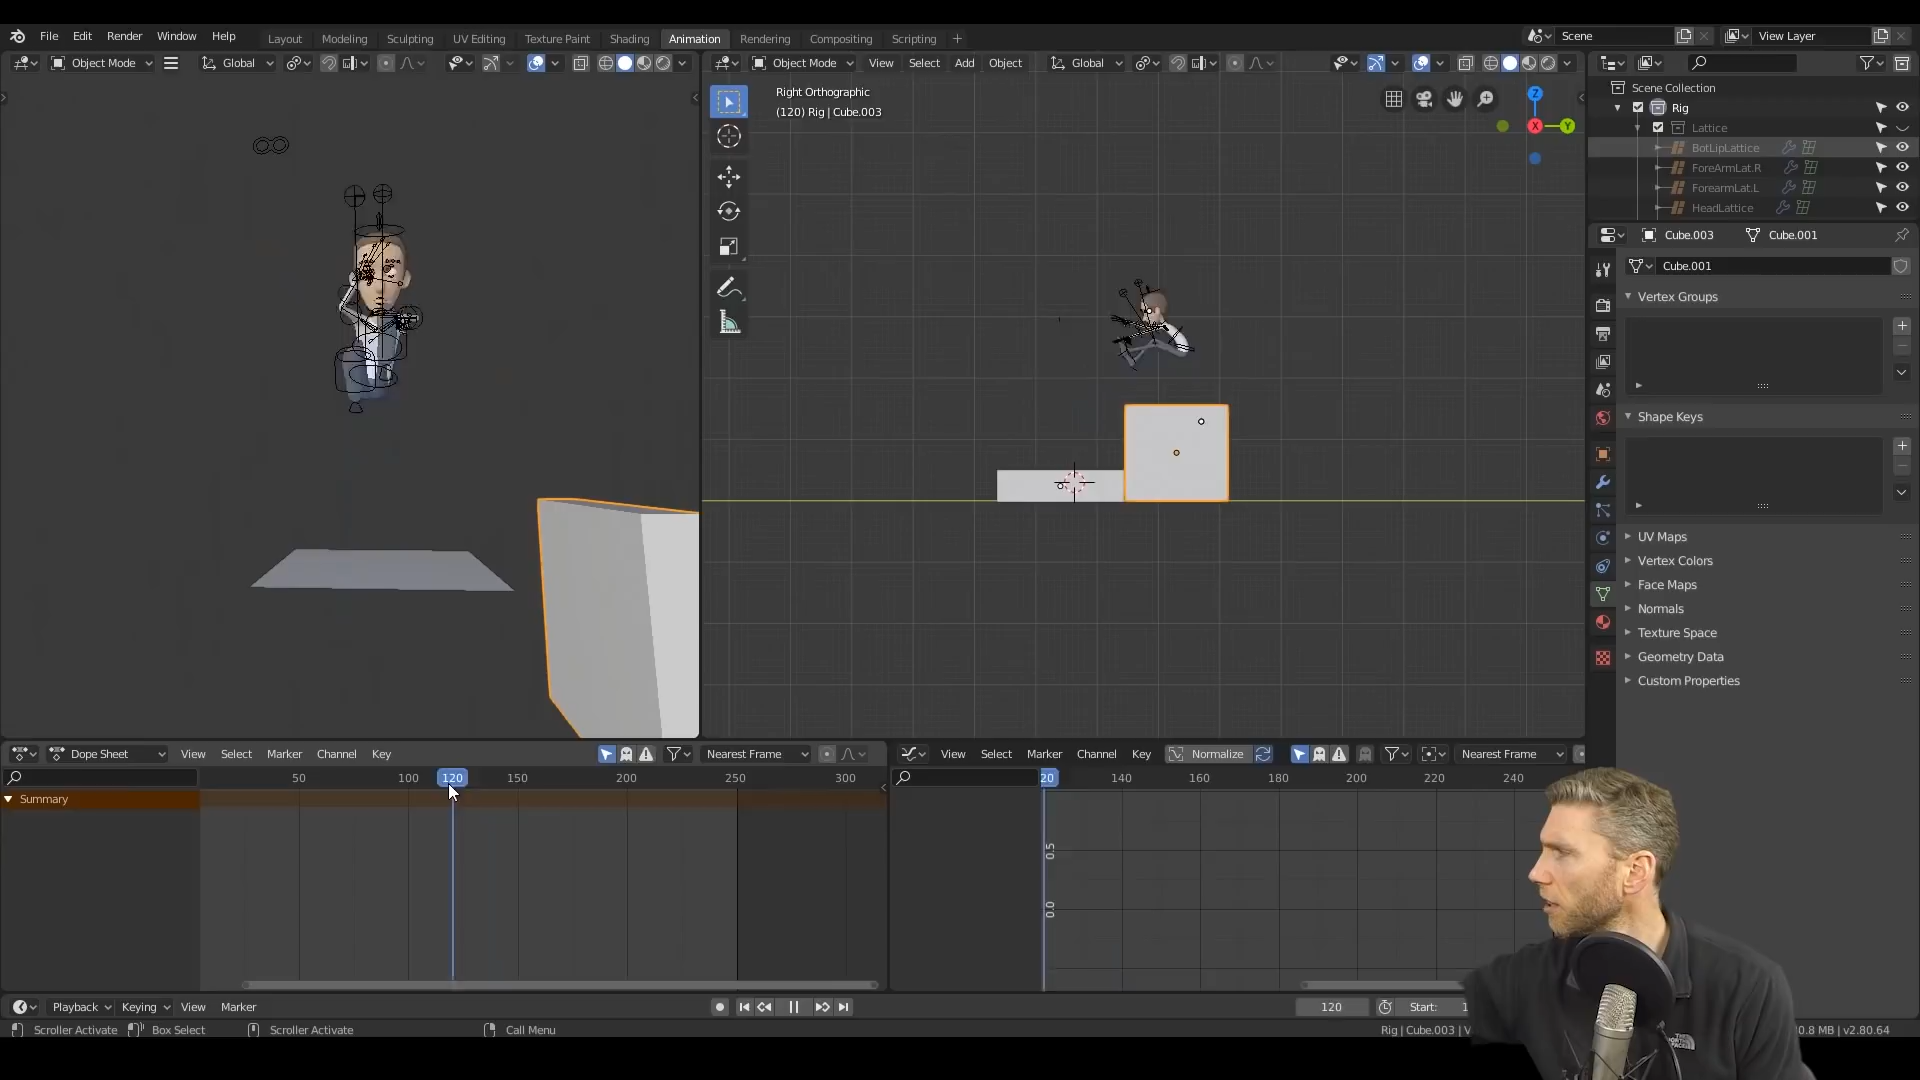 File Edit Render Window Help
Layout Modeling Sculpting UV Editing Texture Paint Shading Animation Rendering Compositing Scripting +
Scene
View Layer
Object Mode
Global
Object Mode View Select Add Object
Global
Right Orthographic
(120) Rig | Cube.003
Z
X
Y
Scene Collection
Rig
Lattice
BotLipLattice
ForeArmLat.R
ForearmLat.L
HeadLattice
Cube.003
Cube.001
Cube.001
Vertex Groups
Shape Keys
UV Maps
Vertex Colors
Face Maps
Normals
Texture Space
Geometry Data
Custom Properties
Dope Sheet View Select Marker Channel Key
Nearest Frame
50 100 120 150 200 250 300
Summary
View Select Marker Channel Key
Normalize
Nearest Frame
20 140 160 180 200 220 240
0.5
0.0
Playback Keying View Marker
120
Start: 1
Scroller Activate Box Select Scroller Activate Call Menu
Rig | Cube.003 | V
0.8 MB | v2.80.64